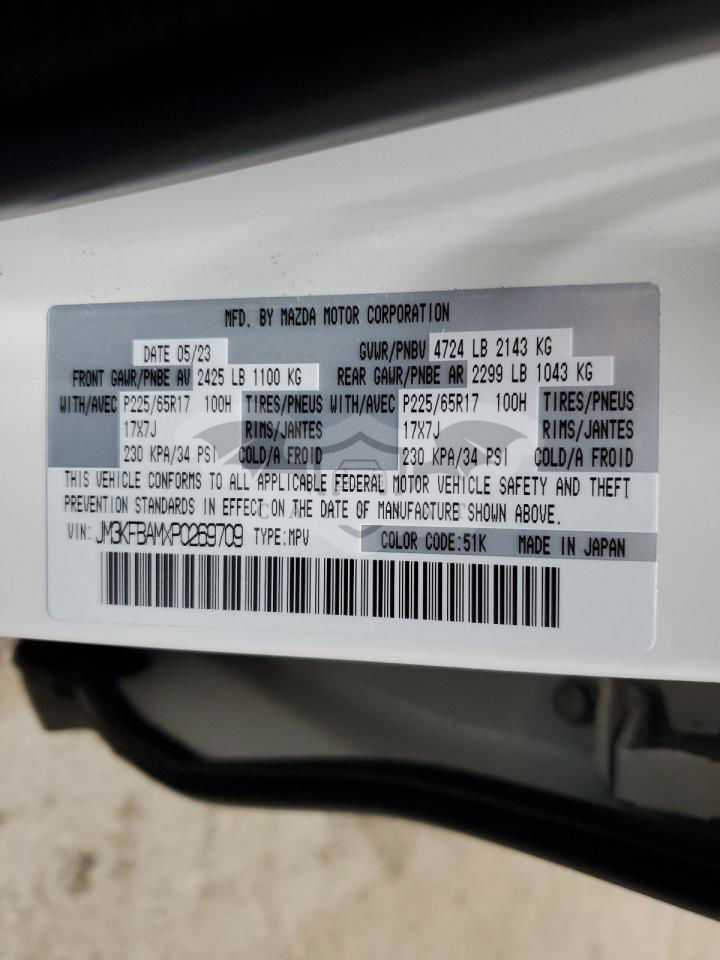 MFD. BY MAZDA MOTOR CORPORATION
DATE 05/23 GVWR/PNBV 4724 LB 2143 KG
FRONT GAWR/PNBE AV 2425 LB 1100 KG REAR GAWR/PNBE AR 2299 LB 1043 KG
WITH/AVEC P225/65R17 100H TIRES/PNEUS WITH/AVEC P225/65R17 100H TIRES/PNEUS
17X7J RIMS/JANTES 17X7J RIMS/JANTES
230 KPA/34 PSI COLD/A FROID 230 KPA/34 PSI COLD/A FROID
THIS VEHICLE CONFORMS TO ALL APPLICABLE FEDERAL MOTOR VEHICLE SAFETY AND THEFT
PREVENTION STANDARDS IN EFFECT ON THE DATE OF MANUFACTURE SHOWN ABOVE.
VIN: JM3KFBAMXP0269709 TYPE:MPV COLOR CODE:51K MADE IN JAPAN